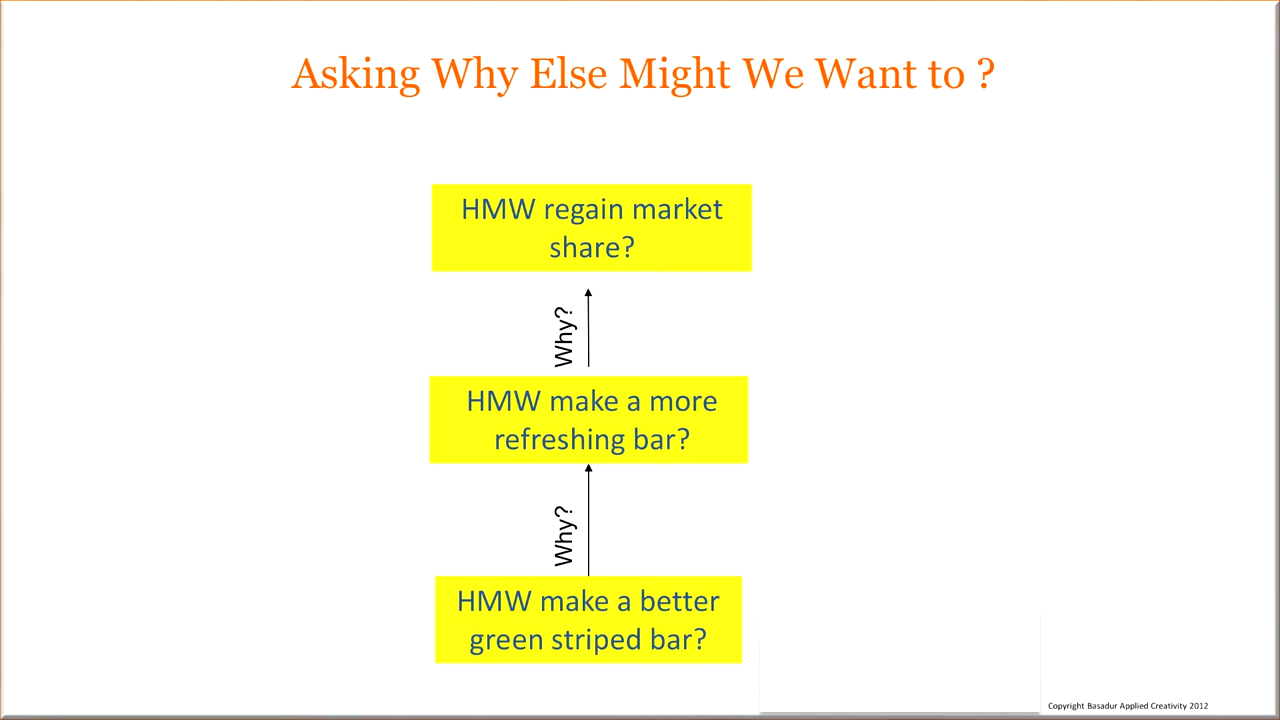 Asking Why Else Might We Want to ?
HMW regain market
share?
Why?
HMW make a more
refreshing bar?
Why?
HMW make a better
green striped bar?
Copyright Basadur Applied Creativity 2012